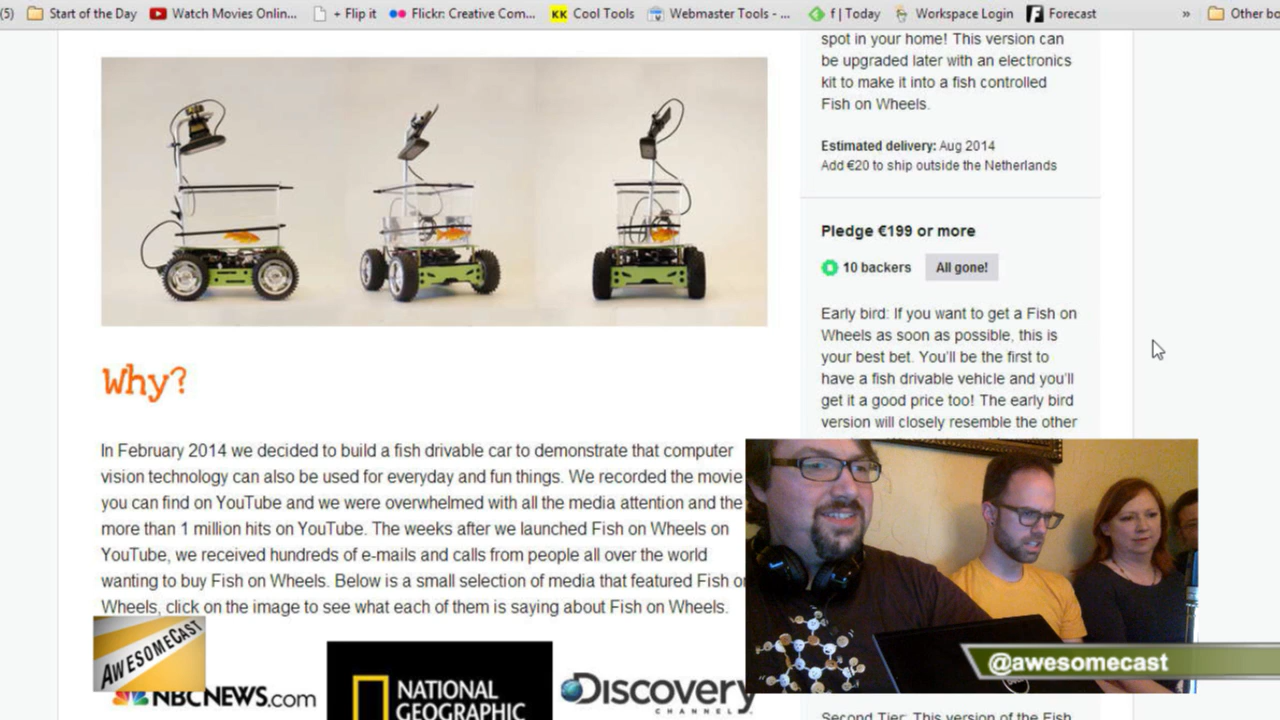 (5)
Start of the Day
Watch Movies Onlin...
+ Flip it
Flickr: Creative Com...
KK Cool Tools
Webmaster Tools - ...
f | Today
Workspace Login
Forecast
»
Other bo
spot in your home! This version can
be upgraded later with an electronics
kit to make it into a fish controlled
Fish on Wheels.
Estimated delivery: Aug 2014
Add €20 to ship outside the Netherlands
Pledge €199 or more
10 backers
All gone!
Early bird: If you want to get a Fish on
Wheels as soon as possible, this is
your best bet. You'll be the first to
have a fish drivable vehicle and you'll
get it a good price too! The early bird
version will closely resemble the other
Why?
In February 2014 we decided to build a fish drivable car to demonstrate that computer
vision technology can also be used for everyday and fun things. We recorded the movie
you can find on YouTube and we were overwhelmed with all the media attention and the
more than 1 million hits on YouTube. The weeks after we launched Fish on Wheels on
YouTube, we received hundreds of e-mails and calls from people all over the world
wanting to buy Fish on Wheels. Below is a small selection of media that featured Fish on
Wheels, click on the image to see what each of them is saying about Fish on Wheels.
AWESOMECAST
NBCNEWS.com
NATIONAL
GEOGRAPHIC
Discovery
CHANNEL
@awesomecast
Second Tier: This version of the Fish